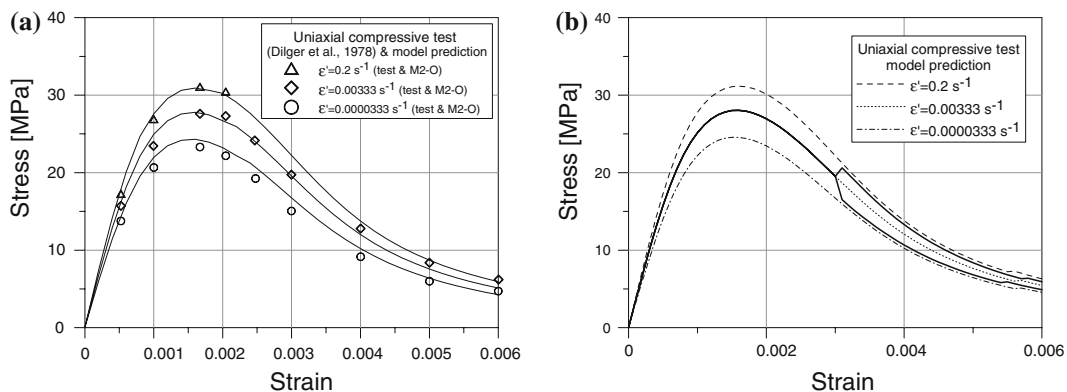 (a)
40
30
20
10
0
Stress [MPa]
Uniaxial compressive test
(Dilger et al., 1978) & model prediction
ε'=0.2 s⁻¹ (test & M2-O)
ε'=0.00333 s⁻¹ (test & M2-O)
ε'=0.0000333 s⁻¹ (test & M2-O)
0 0.001 0.002 0.003 0.004 0.005 0.006
Strain
(b)
40
30
20
10
0
Stress [MPa]
Uniaxial compressive test
model prediction
ε'=0.2 s⁻¹
ε'=0.00333 s⁻¹
ε'=0.0000333 s⁻¹
0 0.002 0.004 0.006
Strain